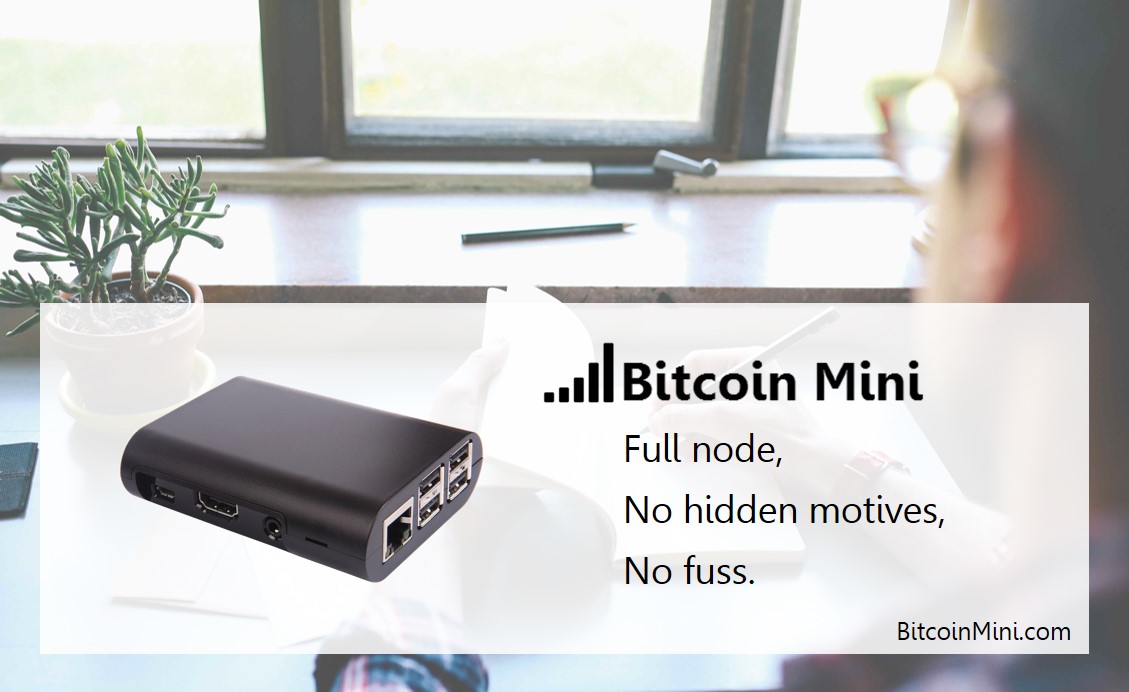 Bitcoin Mini
Full node,
No hidden motives,
No fuss.
BitcoinMini.com